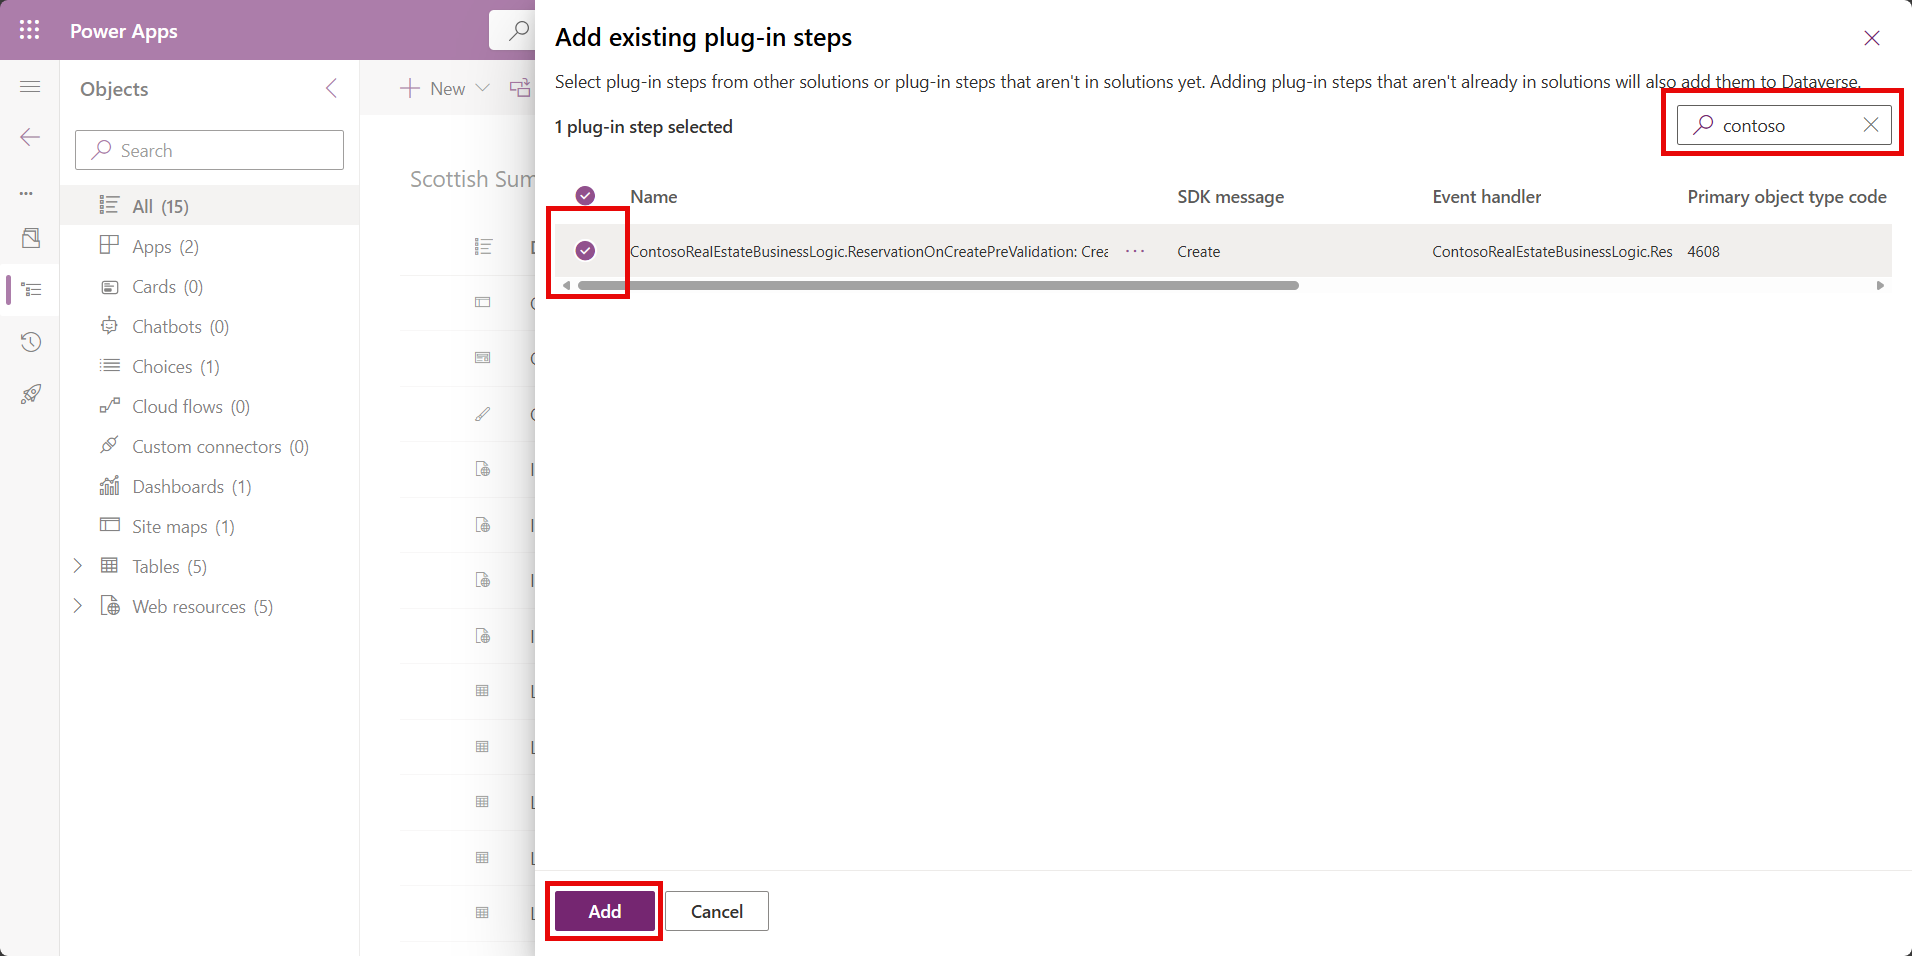 Power Apps
Objects
Search
All (15)
Apps (2)
Cards (0)
Chatbots (0)
Choices (1)
Cloud flows (0)
Custom connectors (0)
Dashboards (1)
Site maps (1)
Tables (5)
Web resources (5)
New
Scottish Sum
Add existing plug-in steps
Select plug-in steps from other solutions or plug-in steps that aren't in solutions yet. Adding plug-in steps that aren't already in solutions will also add them to Dataverse.
1 plug-in step selected
contoso
Name SDK message Event handler Primary object type code
ContosoRealEstateBusinessLogic.ReservationOnCreatePreValidation: Crea ... Create ContosoRealEstateBusinessLogic.Res 4608
Add Cancel